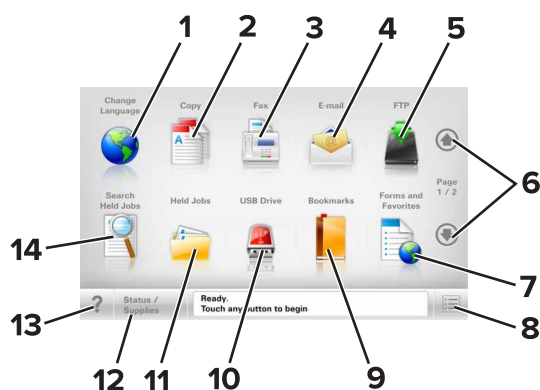 1 2 3 4 5
Change
Language
Copy
Fax
E-mail
FTP
Page
1 / 2
6
Search
Held Jobs
Held Jobs
USB Drive
Bookmarks
Forms and
Favorites
14
7
?
Status /
Supplies
Ready.
Touch any button to begin
13
8
12 11 10 9